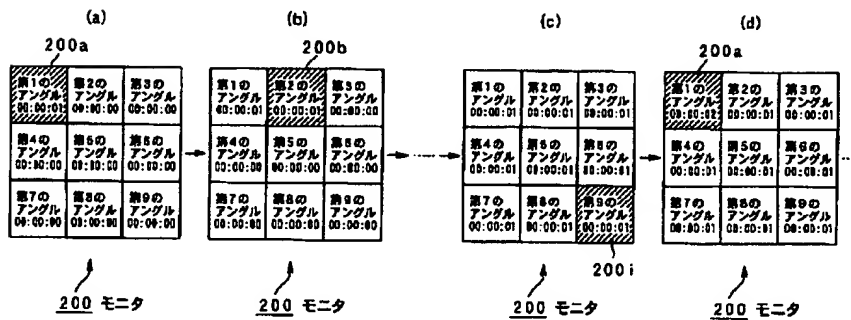 (a)
200a
第1の 第2の 第3の
アングル アングル アングル
00:00:01 00:00:00 00:00:00
第4の 第5の 第6の
アングル アングル アングル
00:00:00 00:00:00 00:00:00
第7の 第8の 第9の
アングル アングル アングル
00:00:00 00:00:00 00:00:00
200 モニタ
(b)
200b
第1の 第2の 第3の
アングル アングル アングル
00:00:01 00:00:01 00:00:00
第4の 第5の 第6の
アングル アングル アングル
00:00:00 00:00:00 00:00:00
第7の 第8の 第9の
アングル アングル アングル
00:00:00 00:00:00 00:00:00
200 モニタ
(c)
第1の 第2の 第3の
アングル アングル アングル
00:00:01 00:00:01 00:00:01
第4の 第5の 第6の
アングル アングル アングル
00:00:01 00:00:01 00:00:01
第7の 第8の 第9の
アングル アングル アングル
00:00:01 00:00:01 00:00:01
200i
200 モニタ
(d)
200a
第1の 第2の 第3の
アングル アングル アングル
00:00:02 00:00:01 00:00:01
第4の 第5の 第6の
アングル アングル アングル
00:00:01 00:00:01 00:00:01
第7の 第8の 第9の
アングル アングル アングル
00:00:01 00:00:01 00:00:01
200 モニタ